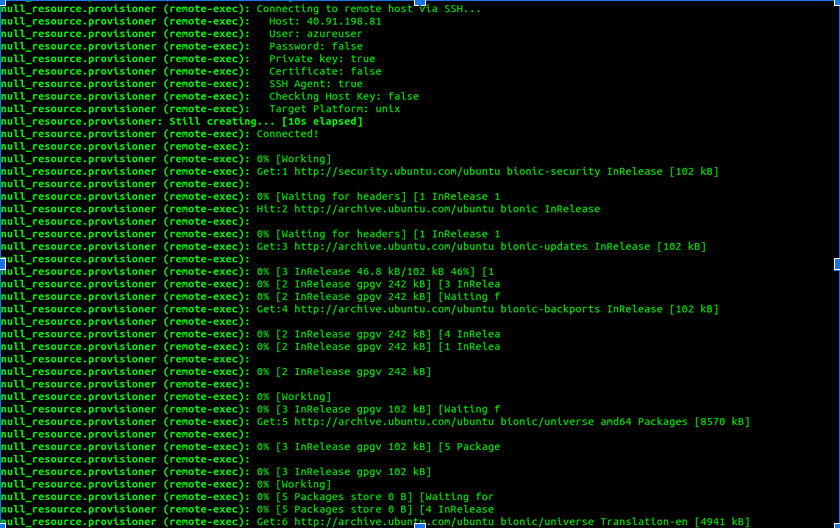 null_resource.provisioner (remote-exec): Connecting to remote host via SSH...
null_resource.provisioner (remote-exec):   Host: 40.91.198.81
null_resource.provisioner (remote-exec):   User: azureuser
null_resource.provisioner (remote-exec):   Password: false
null_resource.provisioner (remote-exec):   Private key: true
null_resource.provisioner (remote-exec):   Certificate: false
null_resource.provisioner (remote-exec):   SSH Agent: true
null_resource.provisioner (remote-exec):   Checking Host Key: false
null_resource.provisioner (remote-exec):   Target Platform: unix
null_resource.provisioner: Still creating... [10s elapsed]
null_resource.provisioner (remote-exec): Connected!
null_resource.provisioner (remote-exec):
null_resource.provisioner (remote-exec): 0% [Working]
null_resource.provisioner (remote-exec): Get:1 http://security.ubuntu.com/ubuntu bionic-security InRelease [102 kB]
null_resource.provisioner (remote-exec):
null_resource.provisioner (remote-exec): 0% [Waiting for headers] [1 InRelease 1
null_resource.provisioner (remote-exec): Hit:2 http://archive.ubuntu.com/ubuntu bionic InRelease
null_resource.provisioner (remote-exec):
null_resource.provisioner (remote-exec): 0% [Waiting for headers] [1 InRelease 1
null_resource.provisioner (remote-exec): Get:3 http://archive.ubuntu.com/ubuntu bionic-updates InRelease [102 kB]
null_resource.provisioner (remote-exec):
null_resource.provisioner (remote-exec): 0% [3 InRelease 46.8 kB/102 kB 46%] [1
null_resource.provisioner (remote-exec): 0% [2 InRelease gpgv 242 kB] [3 InRelea
null_resource.provisioner (remote-exec): 0% [2 InRelease gpgv 242 kB] [Waiting f
null_resource.provisioner (remote-exec): Get:4 http://archive.ubuntu.com/ubuntu bionic-backports InRelease [102 kB]
null_resource.provisioner (remote-exec):
null_resource.provisioner (remote-exec): 0% [2 InRelease gpgv 242 kB] [4 InRelea
null_resource.provisioner (remote-exec): 0% [2 InRelease gpgv 242 kB] [1 InRelea
null_resource.provisioner (remote-exec):
null_resource.provisioner (remote-exec): 0% [2 InRelease gpgv 242 kB]
null_resource.provisioner (remote-exec):
null_resource.provisioner (remote-exec): 0% [Working]
null_resource.provisioner (remote-exec): 0% [3 InRelease gpgv 102 kB] [Waiting f
null_resource.provisioner (remote-exec): Get:5 http://archive.ubuntu.com/ubuntu bionic/universe amd64 Packages [8570 kB]
null_resource.provisioner (remote-exec):
null_resource.provisioner (remote-exec): 0% [3 InRelease gpgv 102 kB] [5 Package
null_resource.provisioner (remote-exec):
null_resource.provisioner (remote-exec): 0% [3 InRelease gpgv 102 kB]
null_resource.provisioner (remote-exec): 0% [Working]
null_resource.provisioner (remote-exec): 0% [5 Packages store 0 B] [Waiting for
null_resource.provisioner (remote-exec): 0% [5 Packages store 0 B] [4 InRelease
null_resource.provisioner (remote-exec): Get:6 http://archive.ubuntu.com/ubuntu bionic/universe Translation-en [4941 kB]